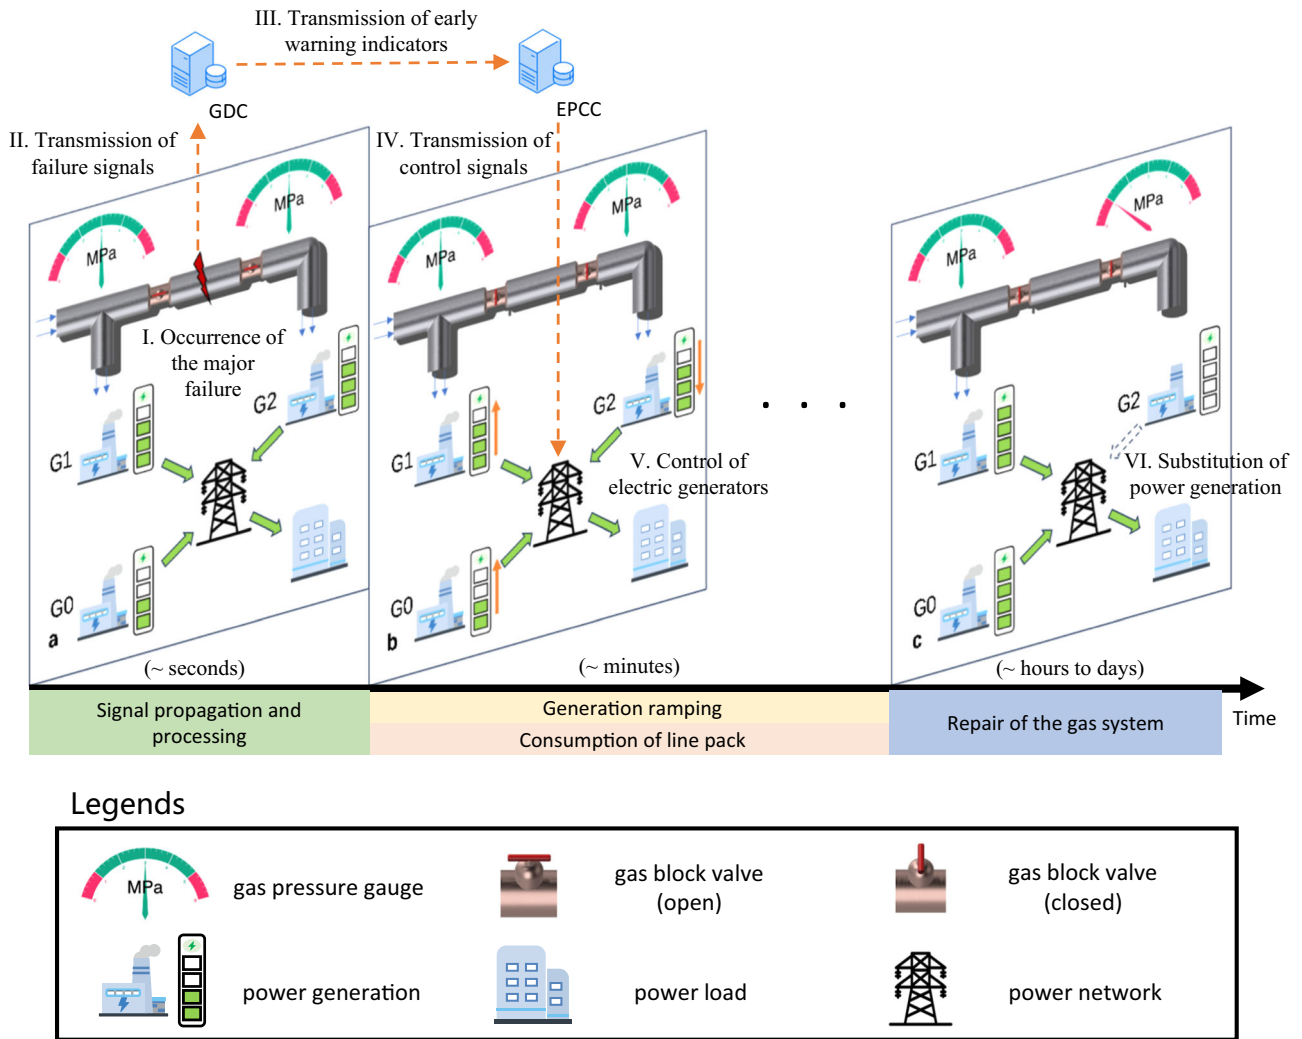 III. Transmission of early
warning indicators
GDC
EPCC
II. Transmission of
failure signals
IV. Transmission of
control signals
MPa
MPa
MPa
MPa
MPa
MPa
I. Occurrence of
the major
failure
G2
G1
G0
a
G2
G1
V. Control of
electric generators
G0
b
. . .
G2
G1
VI. Substitution of
power generation
G0
c
(~ seconds)
(~ minutes)
(~ hours to days)
Signal propagation and
processing
Generation ramping
Consumption of line pack
Repair of the gas system
Time
Legends
MPa
gas pressure gauge
gas block valve
(open)
gas block valve
(closed)
power generation
power load
power network